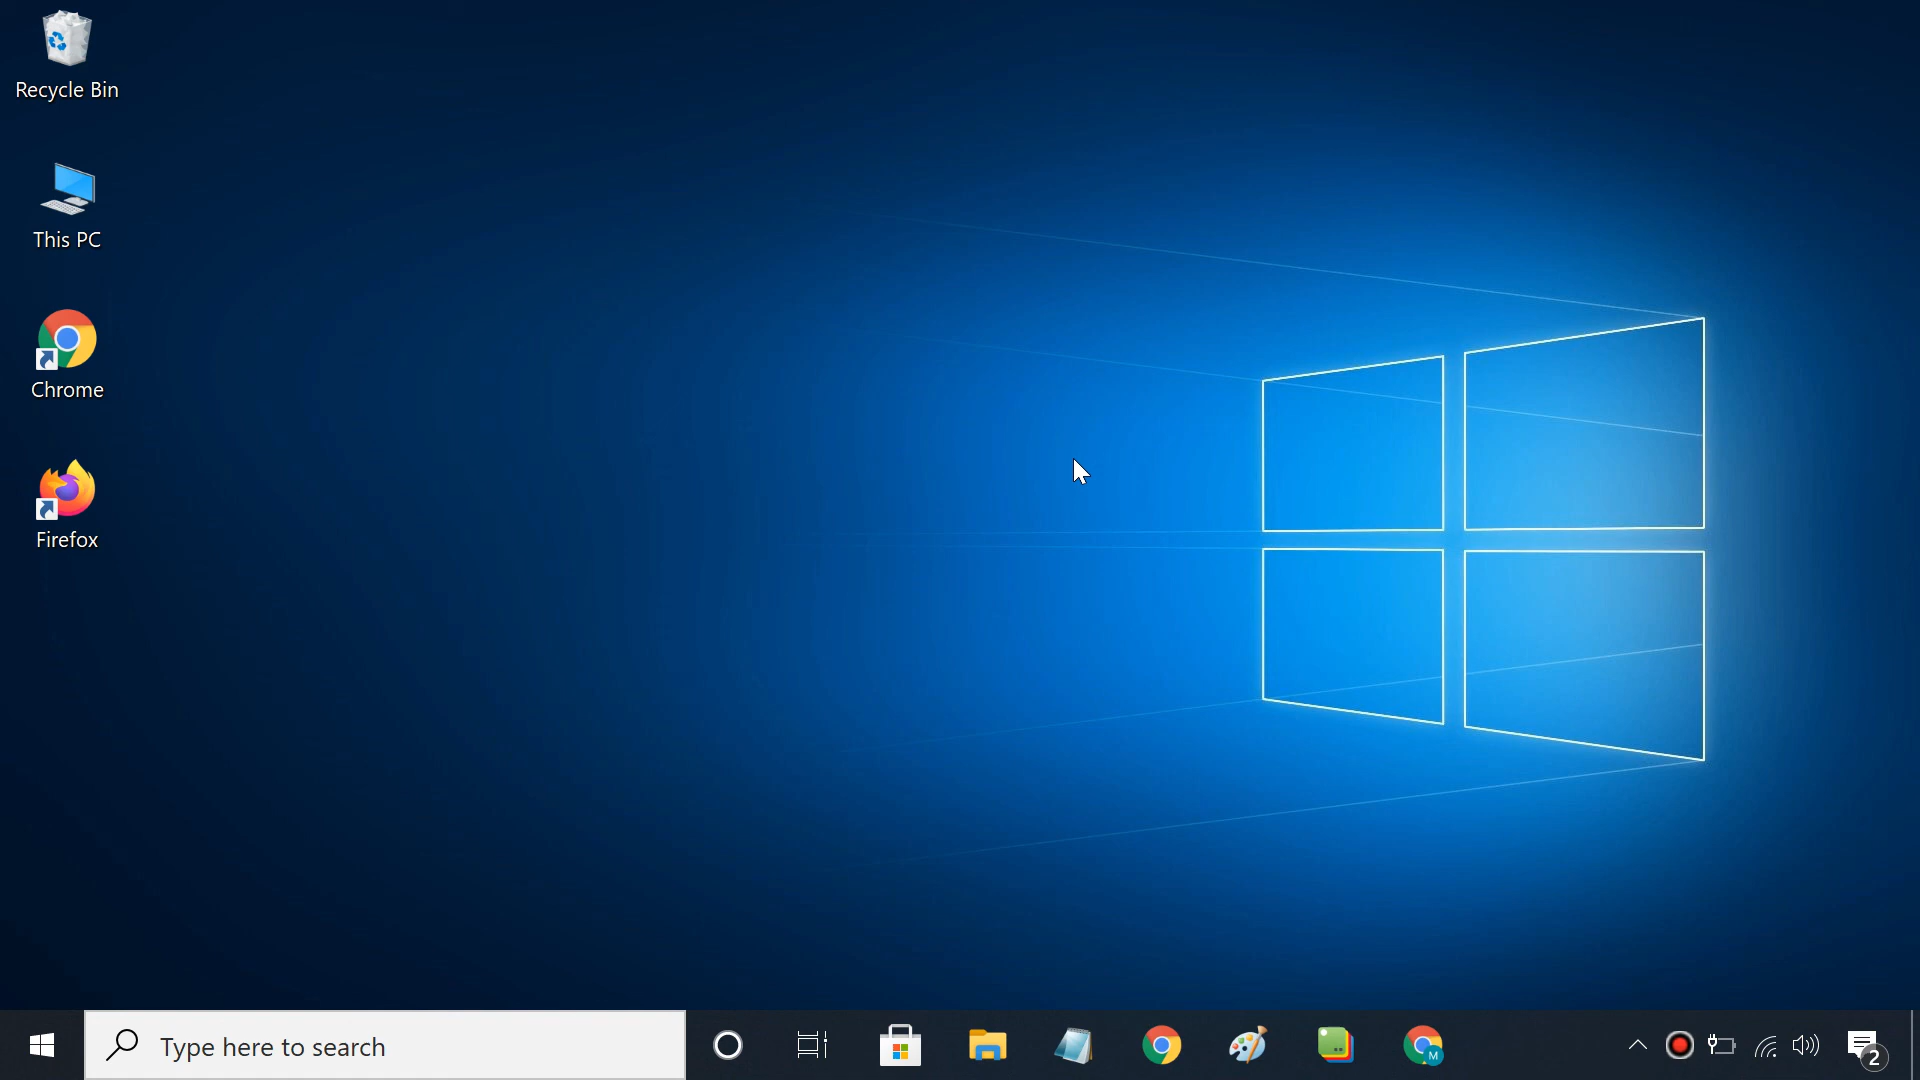 Recycle Bin
This PC
Chrome
Firefox
Type here to search
M
2